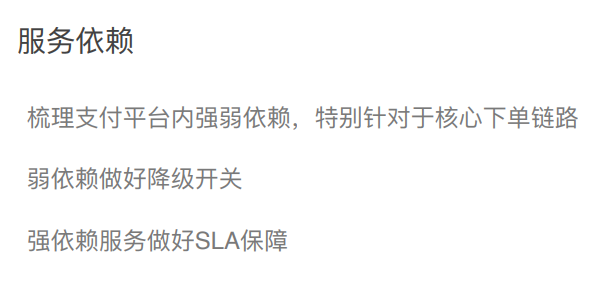 服务依赖
梳理支付平台内强弱依赖，特别针对于核心下单链路
弱依赖做好降级开关
强依赖服务做好SLA保障